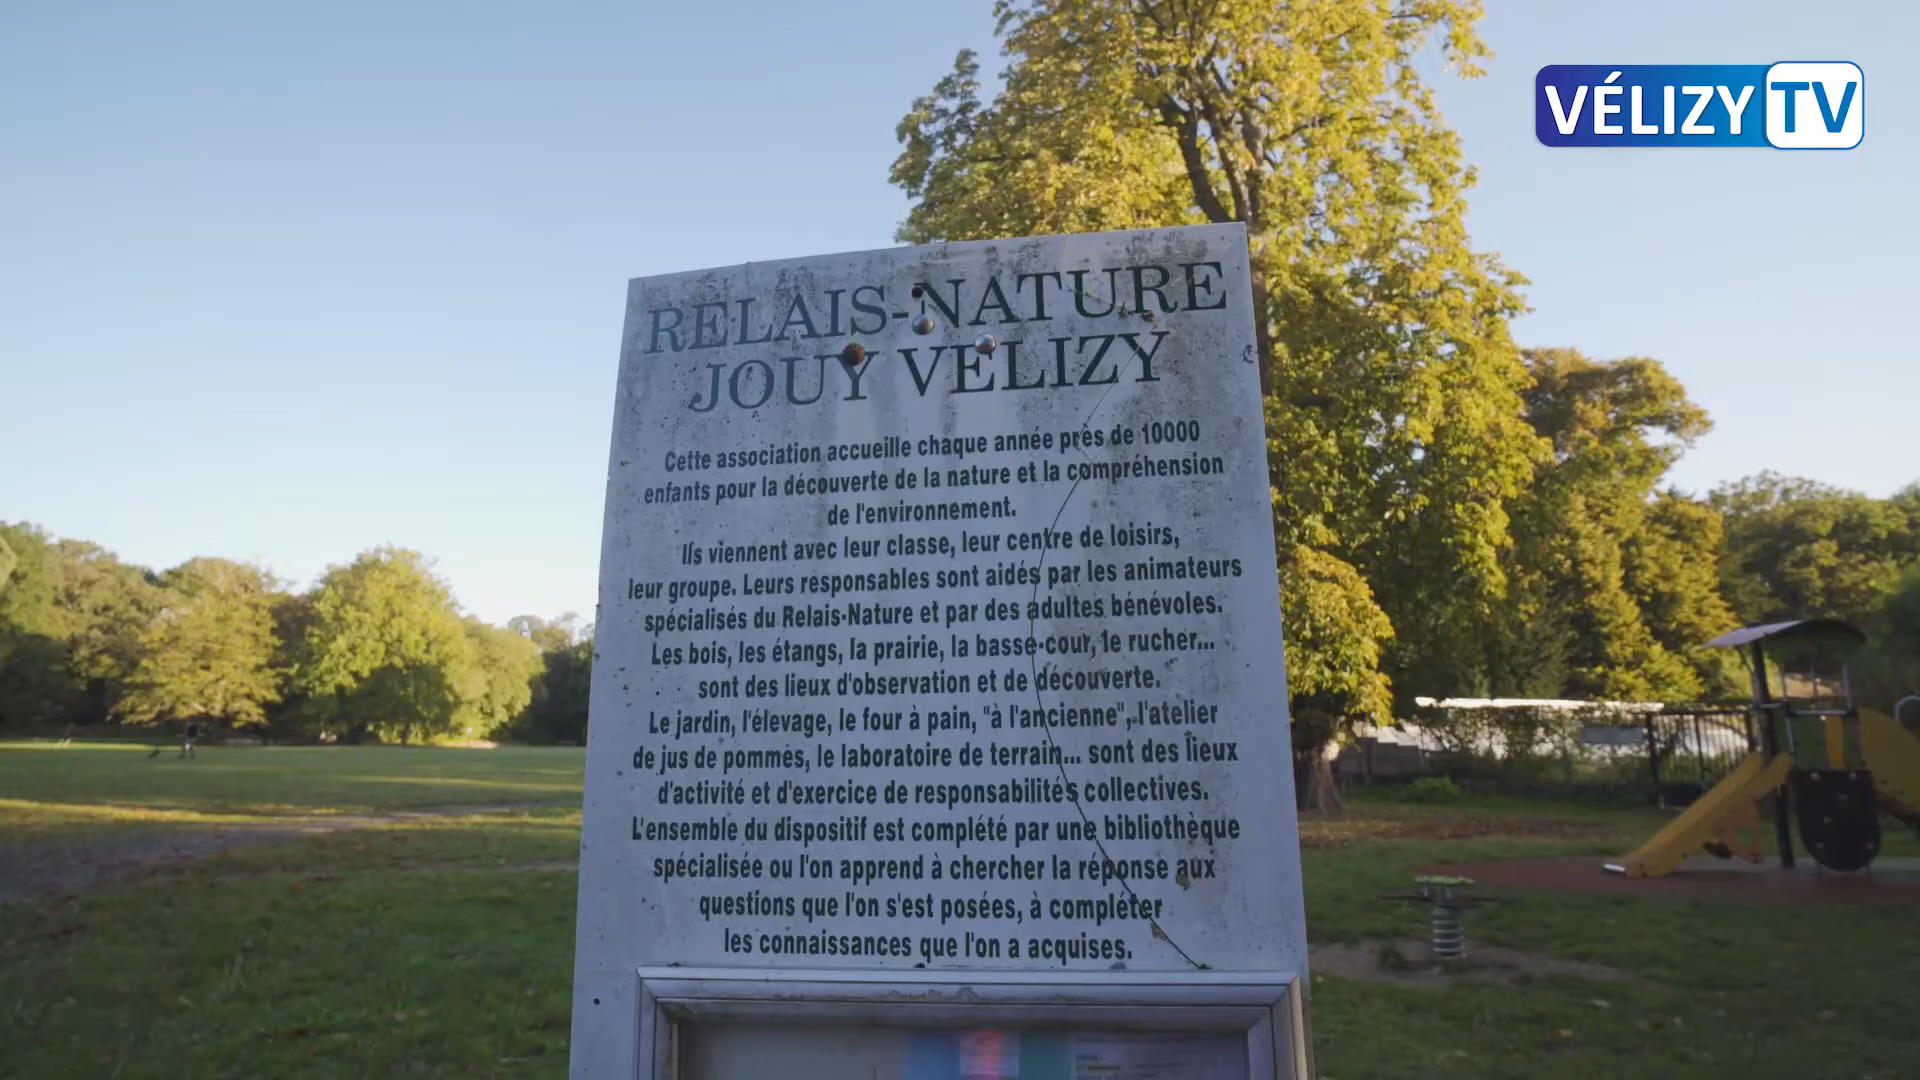 VÉLIZY TV
RELAIS-NATURE
JOUY VELIZY
Cette association accueille chaque année près de 10000
enfants pour la découverte de la nature et la compréhension
de l'environnement.
Ils viennent avec leur classe, leur centre de loisirs,
leur groupe. Leurs responsables sont aidés par les animateurs
spécialisés du Relais-Nature et par des adultes bénévoles.
Les bois, les étangs, la prairie, la basse-cour, le rucher...
sont des lieux d'observation et de découverte.
Le jardin, l'élevage, le four à pain, "à l'ancienne", l'atelier
de jus de pommes, le laboratoire de terrain... sont des lieux
d'activité et d'exercice de responsabilités collectives.
L'ensemble du dispositif est complété par une bibliothèque
spécialisée ou l'on apprend à chercher la réponse aux
questions que l'on s'est posées, à compléter
les connaissances que l'on a acquises.